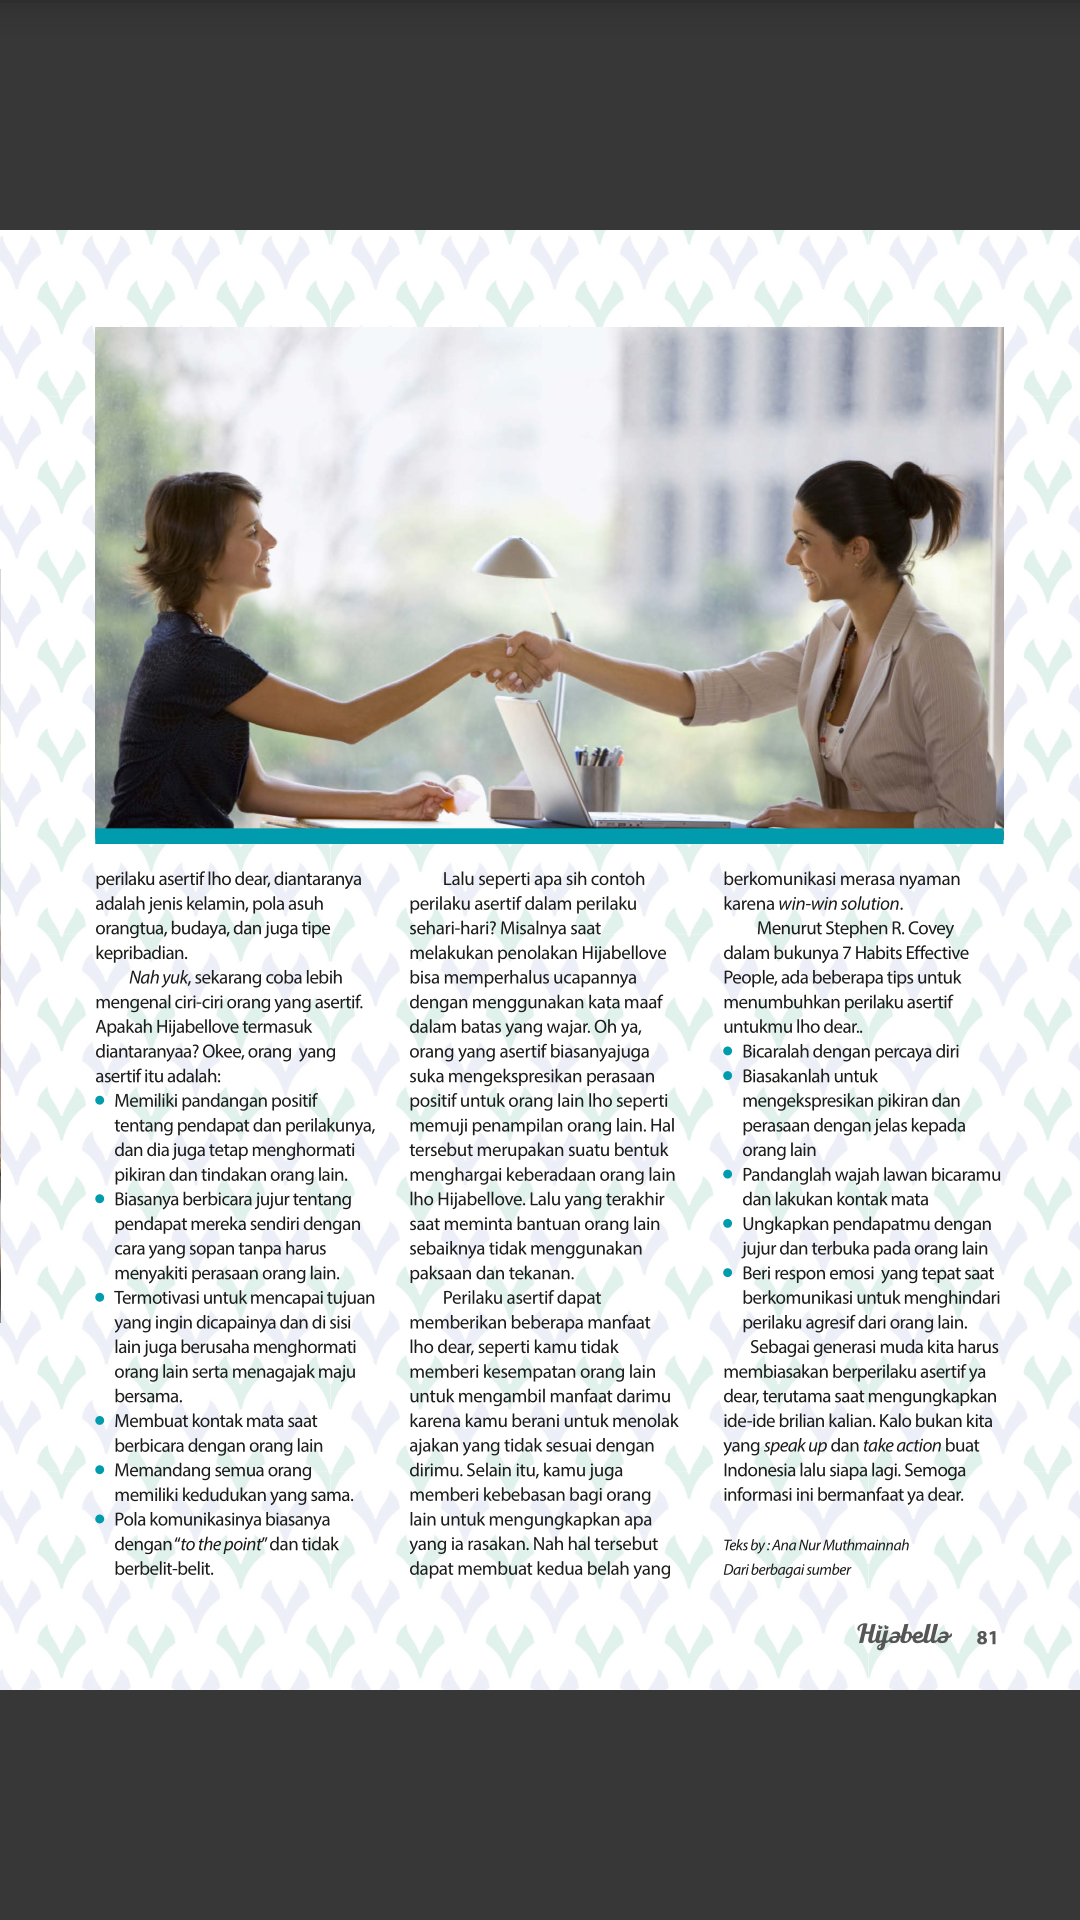 perilaku asertif lho dear, diantaranya
adalah jenis kelamin, pola asuh
orangtua, budaya, dan juga tipe
kepribadian.
Nah yuk, sekarang coba lebih
mengenal ciri-ciri orang yang asertif.
Apakah Hijabellove termasuk
diantaranyaa? Okee, orang  yang
asertif itu adalah:
• Memiliki pandangan positif
tentang pendapat dan perilakunya,
dan dia juga tetap menghormati
pikiran dan tindakan orang lain.
• Biasanya berbicara jujur tentang
pendapat mereka sendiri dengan
cara yang sopan tanpa harus
menyakiti perasaan orang lain.
• Termotivasi untuk mencapai tujuan
yang ingin dicapainya dan di sisi
lain juga berusaha menghormati
orang lain serta menagajak maju
bersama.
• Membuat kontak mata saat
berbicara dengan orang lain
• Memandang semua orang
memiliki kedudukan yang sama.
• Pola komunikasinya biasanya
dengan “to the point” dan tidak
berbelit-belit.
Lalu seperti apa sih contoh
perilaku asertif dalam perilaku
sehari-hari? Misalnya saat
melakukan penolakan Hijabellove
bisa memperhalus ucapannya
dengan menggunakan kata maaf
dalam batas yang wajar. Oh ya,
orang yang asertif biasanyajuga
suka mengekspresikan perasaan
positif untuk orang lain lho seperti
memuji penampilan orang lain. Hal
tersebut merupakan suatu bentuk
menghargai keberadaan orang lain
lho Hijabellove. Lalu yang terakhir
saat meminta bantuan orang lain
sebaiknya tidak menggunakan
paksaan dan tekanan.
Perilaku asertif dapat
memberikan beberapa manfaat
lho dear, seperti kamu tidak
memberi kesempatan orang lain
untuk mengambil manfaat darimu
karena kamu berani untuk menolak
ajakan yang tidak sesuai dengan
dirimu. Selain itu, kamu juga
memberi kebebasan bagi orang
lain untuk mengungkapkan apa
yang ia rasakan. Nah hal tersebut
dapat membuat kedua belah yang
berkomunikasi merasa nyaman
karena win-win solution.
Menurut Stephen R. Covey
dalam bukunya 7 Habits Effective
People, ada beberapa tips untuk
menumbuhkan perilaku asertif
untukmu lho dear..
• Bicaralah dengan percaya diri
• Biasakanlah untuk
mengekspresikan pikiran dan
perasaan dengan jelas kepada
orang lain
• Pandanglah wajah lawan bicaramu
dan lakukan kontak mata
• Ungkapkan pendapatmu dengan
jujur dan terbuka pada orang lain
• Beri respon emosi  yang tepat saat
berkomunikasi untuk menghindari
perilaku agresif dari orang lain.
Sebagai generasi muda kita harus
membiasakan berperilaku asertif ya
dear, terutama saat mengungkapkan
ide-ide brilian kalian. Kalo bukan kita
yang speak up dan take action buat
Indonesia lalu siapa lagi. Semoga
informasi ini bermanfaat ya dear.
Teks by : Ana Nur Muthmainnah
Dari berbagai sumber
Hijabella 81